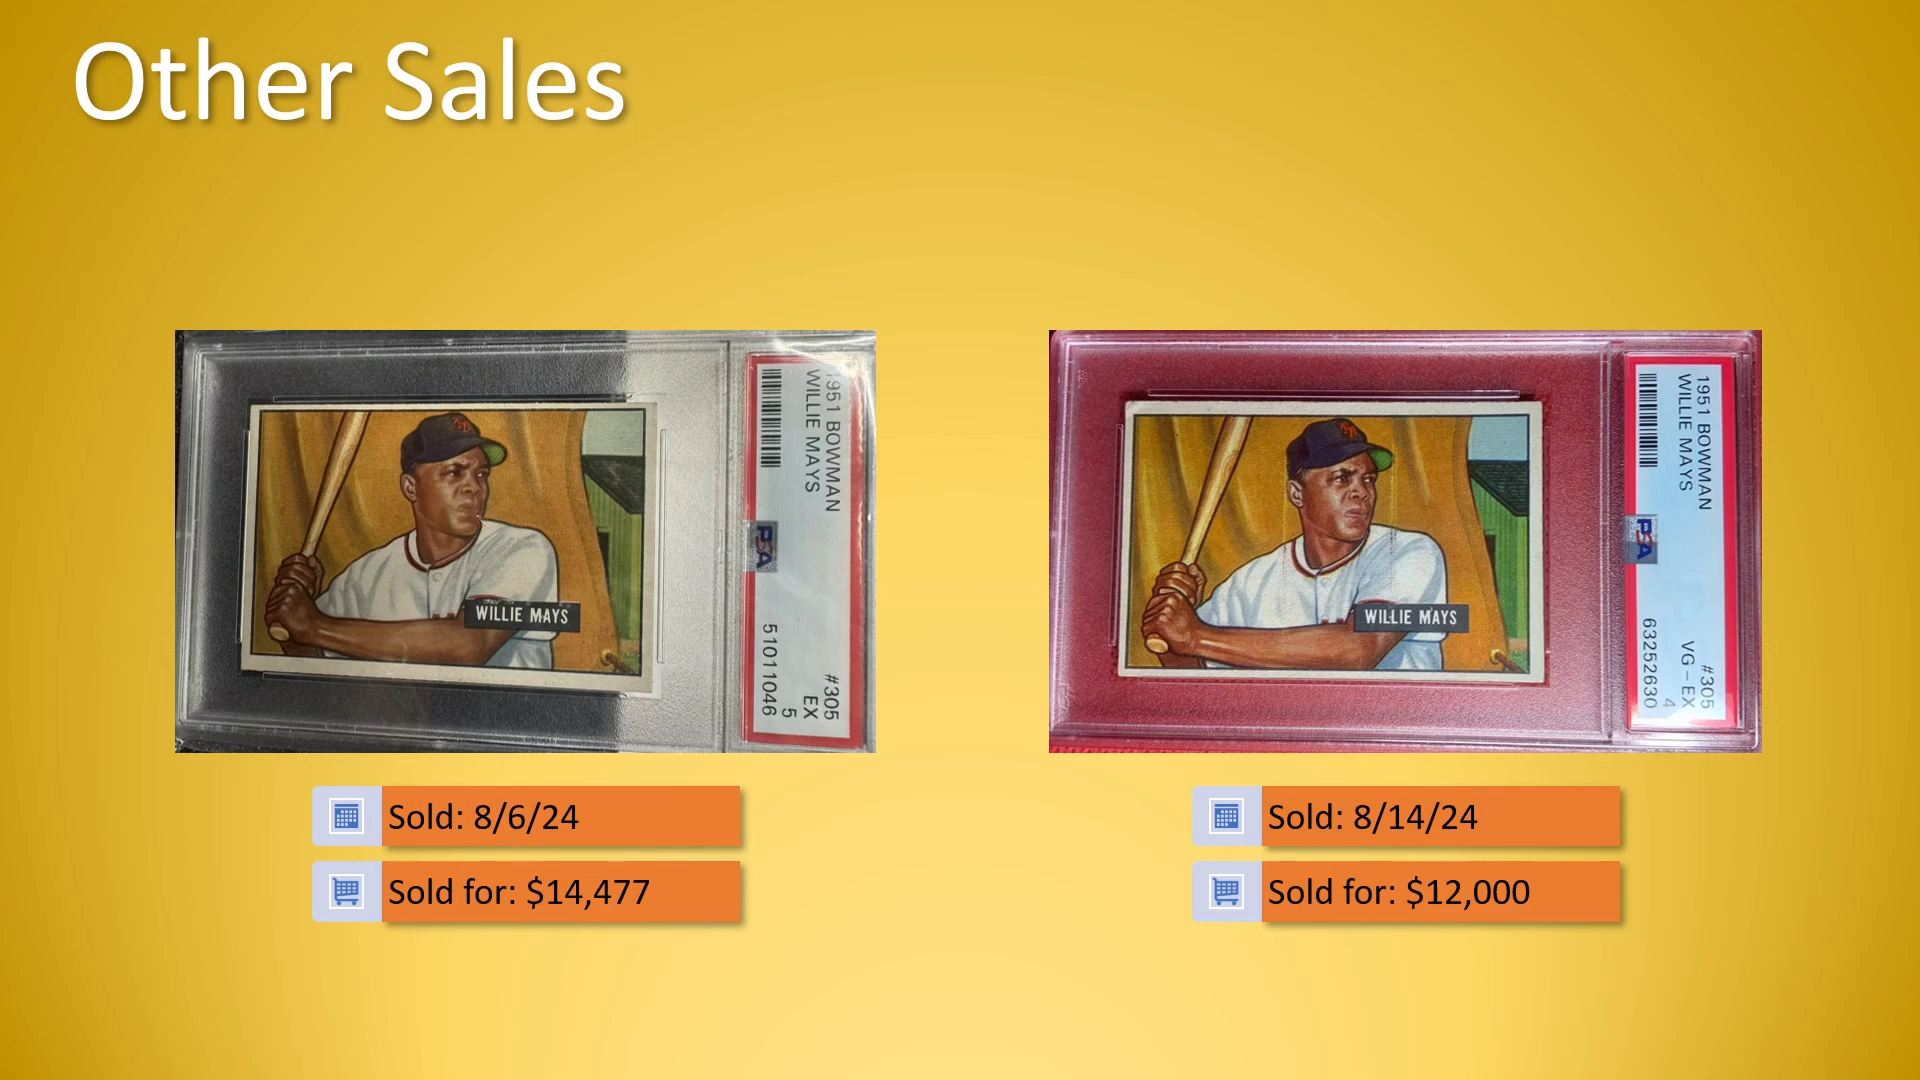 Other Sales
1951 BOWMAN
WILLIE MAYS
#305
EX
5
51011046
PSA
WILLIE MAYS
Sold: 8/6/24
Sold for: $14,477
1951 BOWMAN
WILLIE MAYS
#305
VG - EX
4
63252630
PSA
WILLIE MAYS
Sold: 8/14/24
Sold for: $12,000